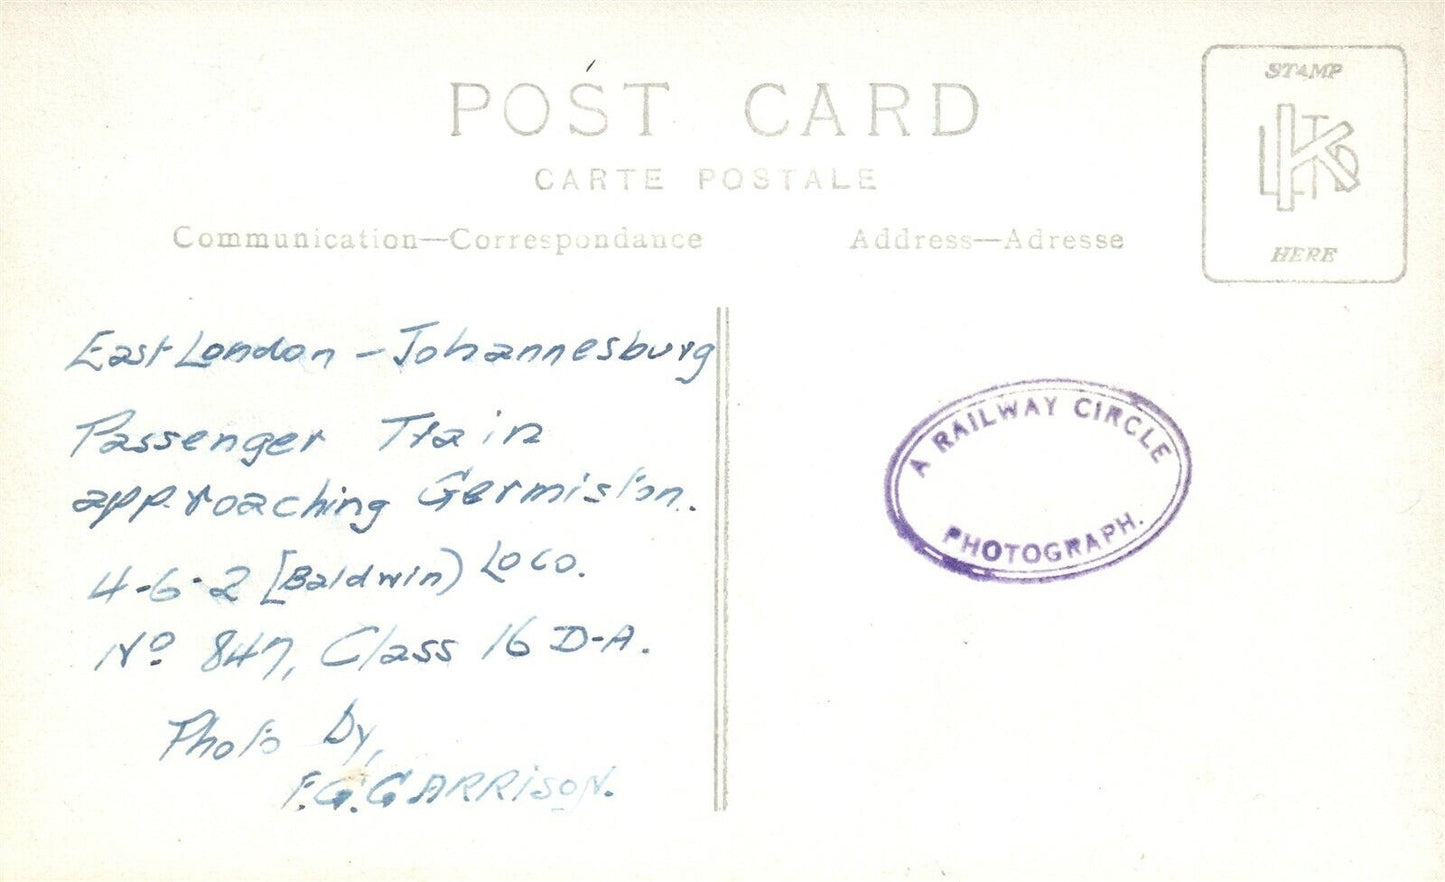 POST CARD
CARTE POSTALE
Communication—Correspondance
Address—Adresse
STAMP
K LTD
HERE
East London - Johannesburg
Passenger Train
approaching Germiston.
4-6-2 [Baldwin) Loco.
Nº 847, Class 16 D-A.
Photo by,
F.G.GARRISON.
A RAILWAY CIRCLE
PHOTOGRAPH.